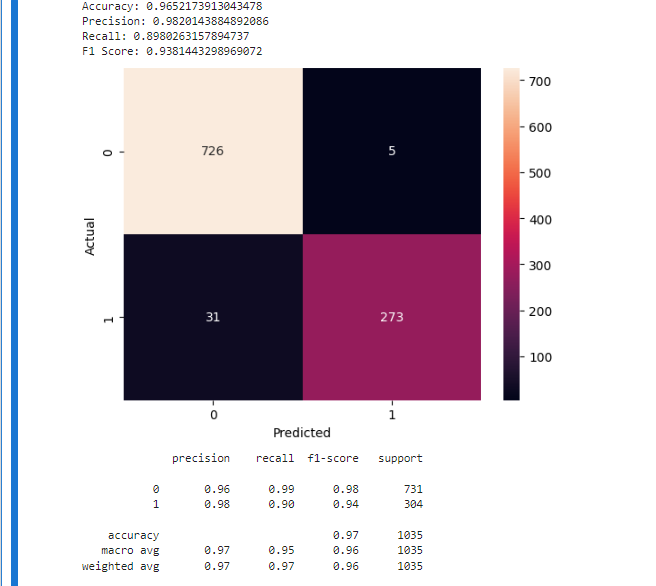 Accuracy: 0.9652173913043478
Precision: 0.9820143884892086
Recall: 0.8980263157894737
F1 Score: 0.9381443298969072
700
600
500
400
300
200
100
0
726
5
Actual
1
31
273
0
1
Predicted
precision recall f1-score support
0 0.96 0.99 0.98 731
1 0.98 0.90 0.94 304
accuracy 0.97 1035
macro avg 0.97 0.95 0.96 1035
weighted avg 0.97 0.97 0.96 1035